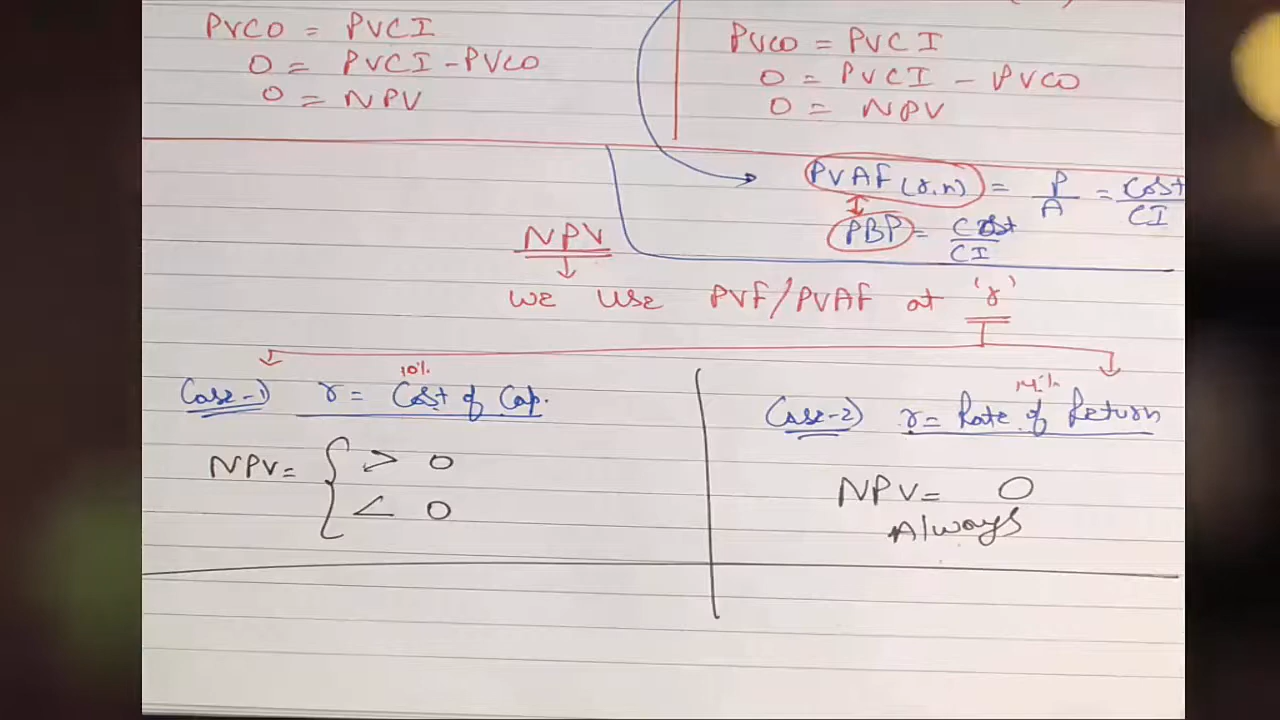 PVCO = PVCI
0 = PVCI - PVCO
0 = NPV
PVCO = PVCI
0 = PVCI - PVCO
0 = NPV
PVAF (r,n) = P/A = Cost/CI
PBP = Cost/CI
NPV
We use PVF/PVAF at 'r'
Case-1) r = Cost of Cap.
10%
NPV = { > 0
< 0
Case-2) r = Rate of Return
NPV = 0
Always